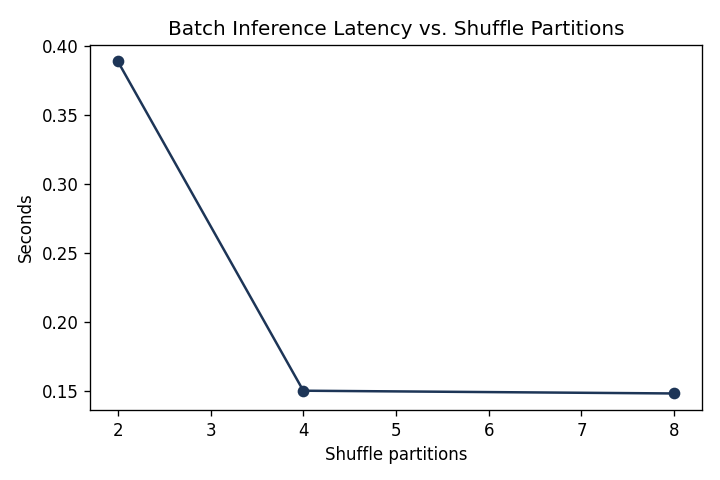 Batch Inference Latency vs. Shuffle Partitions
0.40
0.35
0.30
0.25
0.20
0.15
Seconds
2 3 4 5 6 7 8
Shuffle partitions